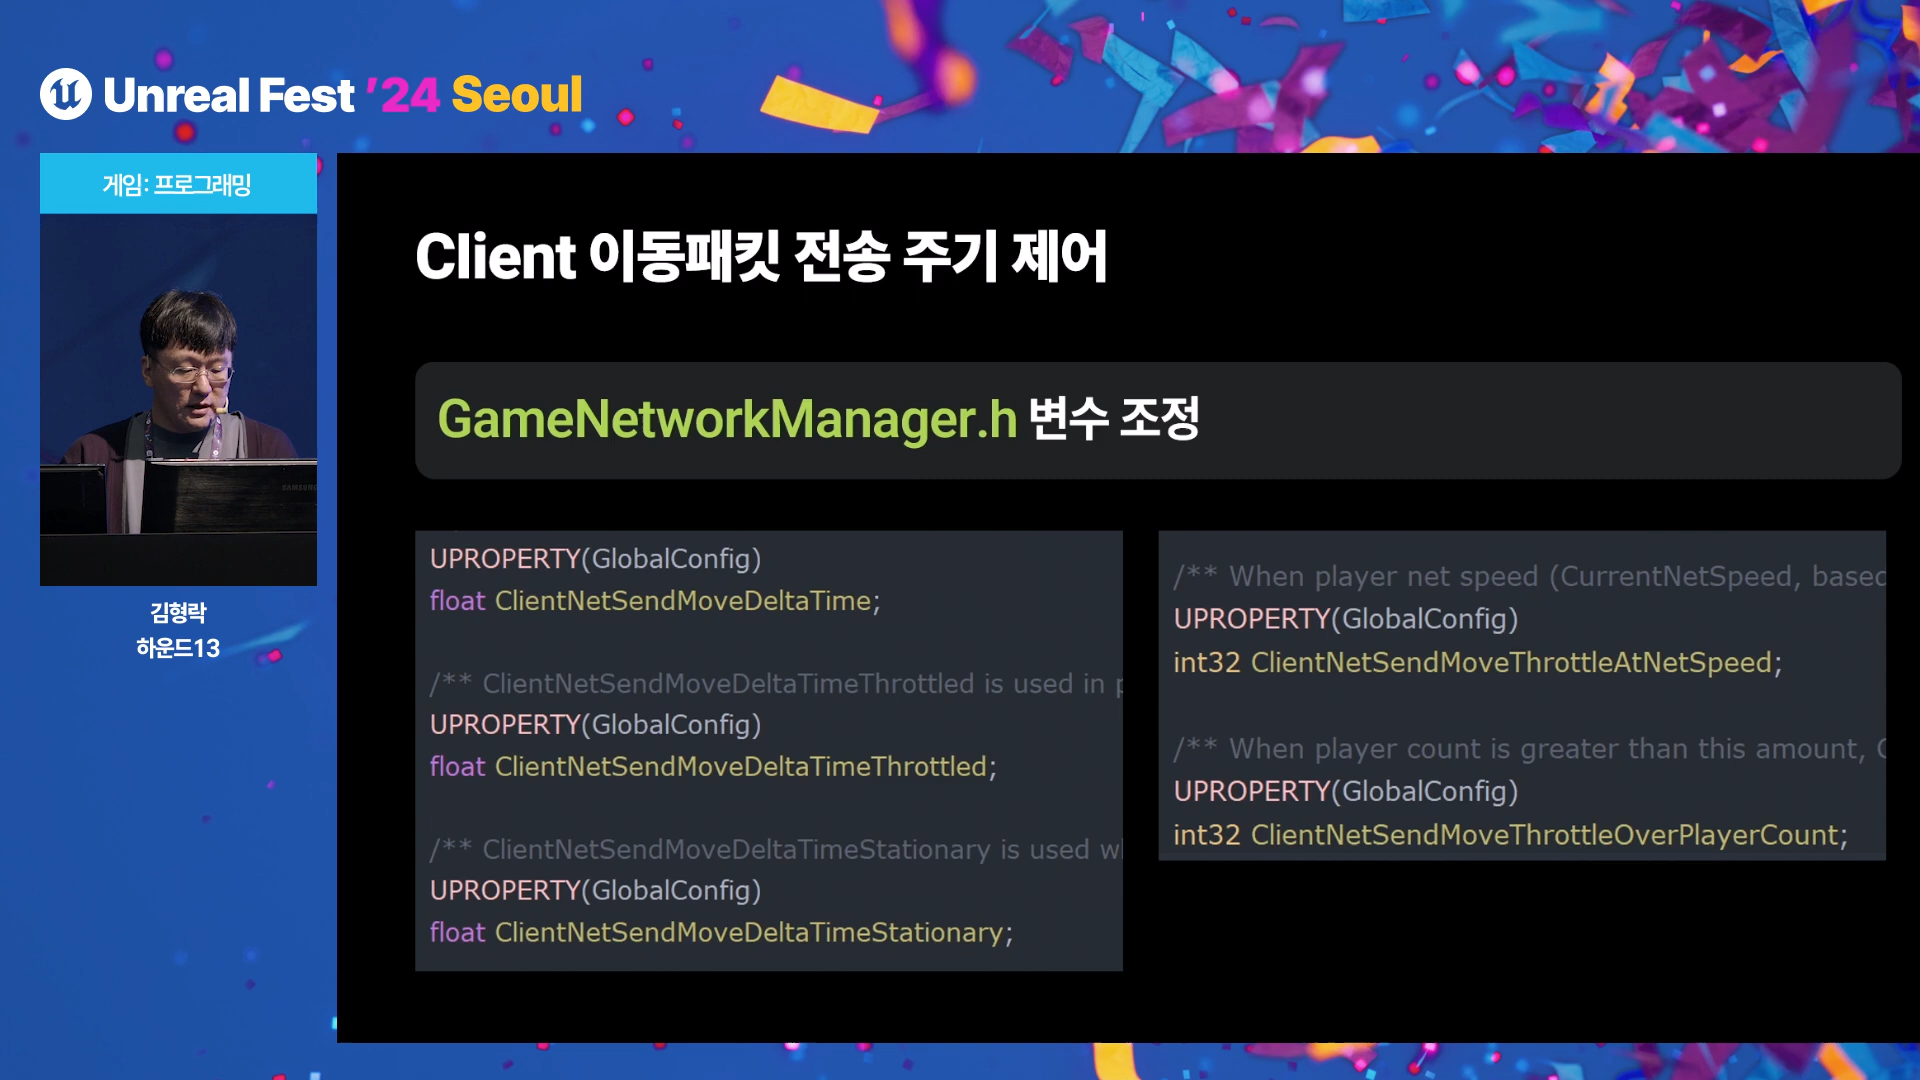 Unreal Fest '24 Seoul
게임: 프로그래밍
김형락
하운드13
Client 이동패킷 전송 주기 제어
GameNetworkManager.h 변수 조정
UPROPERTY(GlobalConfig)
float ClientNetSendMoveDeltaTime;
/** ClientNetSendMoveDeltaTimeThrottled is used in
UPROPERTY(GlobalConfig)
float ClientNetSendMoveDeltaTimeThrottled;
/** ClientNetSendMoveDeltaTimeStationary is used
UPROPERTY(GlobalConfig)
float ClientNetSendMoveDeltaTimeStationary;
/** When player net speed (CurrentNetSpeed, based
UPROPERTY(GlobalConfig)
int32 ClientNetSendMoveThrottleAtNetSpeed;
/** When player count is greater than this amount,
UPROPERTY(GlobalConfig)
int32 ClientNetSendMoveThrottleOverPlayerCount;
SAMSUNG